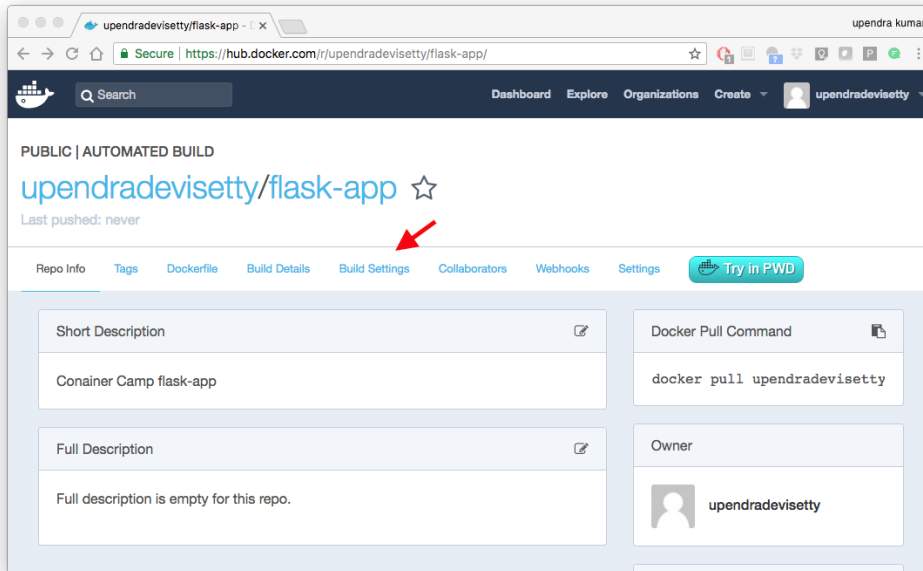 upendradevisetty/flask-app -
upendra kumar
Secure https://hub.docker.com/r/upendradevisetty/flask-app/
Search
Dashboard Explore Organizations Create upendradevisetty
PUBLIC | AUTOMATED BUILD
upendradevisetty/flask-app
Last pushed: never
Repo Info Tags Dockerfile Build Details Build Settings Collaborators Webhooks Settings Try in PWD
Short Description
Conainer Camp flask-app
Full Description
Full description is empty for this repo.
Docker Pull Command
docker pull upendradevisetty
Owner
upendradevisetty